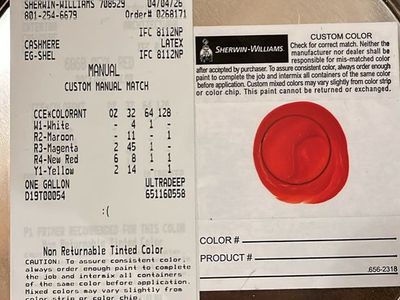 SHERWIN-WILLIAMS 708529 04/04/26
801-254-6679 Order# 0268171
IFC 8112NP
CASHMERE LATEX
EG-SHEL IFC 8112NP
MANUAL
CUSTOM MANUAL MATCH
CCE*COLORANT OZ 32 64 128
W1-White - 4 1 -
R2-Maroon - 11 - 1
R3-Magenta 2 45 1 -
R4-New Red 6 8 1 1
Y1-Yellow 2 14 - 1
ONE GALLON ULTRADEEP
D19T00054 651160558
:(
Non Returnable Tinted Color
CAUTION: To assure consistent color,
always order enough paint to complete
the job and intermix all containers
of the same color before application.
Mixed colors may vary slightly from
color strip or color chip.
SHERWIN-WILLIAMS
CUSTOM COLOR
Check for correct match. Neither the
manufacturer nor dealer shall be
responsible for mis-matched color
after accepted by purchaser. To assure consistent color, always order enough
paint to complete the job and intermix all containers of the same color
before application. Custom mixed colors may vary slightly from color strip
or color chip. This paint cannot be returned or exchanged.
COLOR #
PRODUCT #
.656-2318